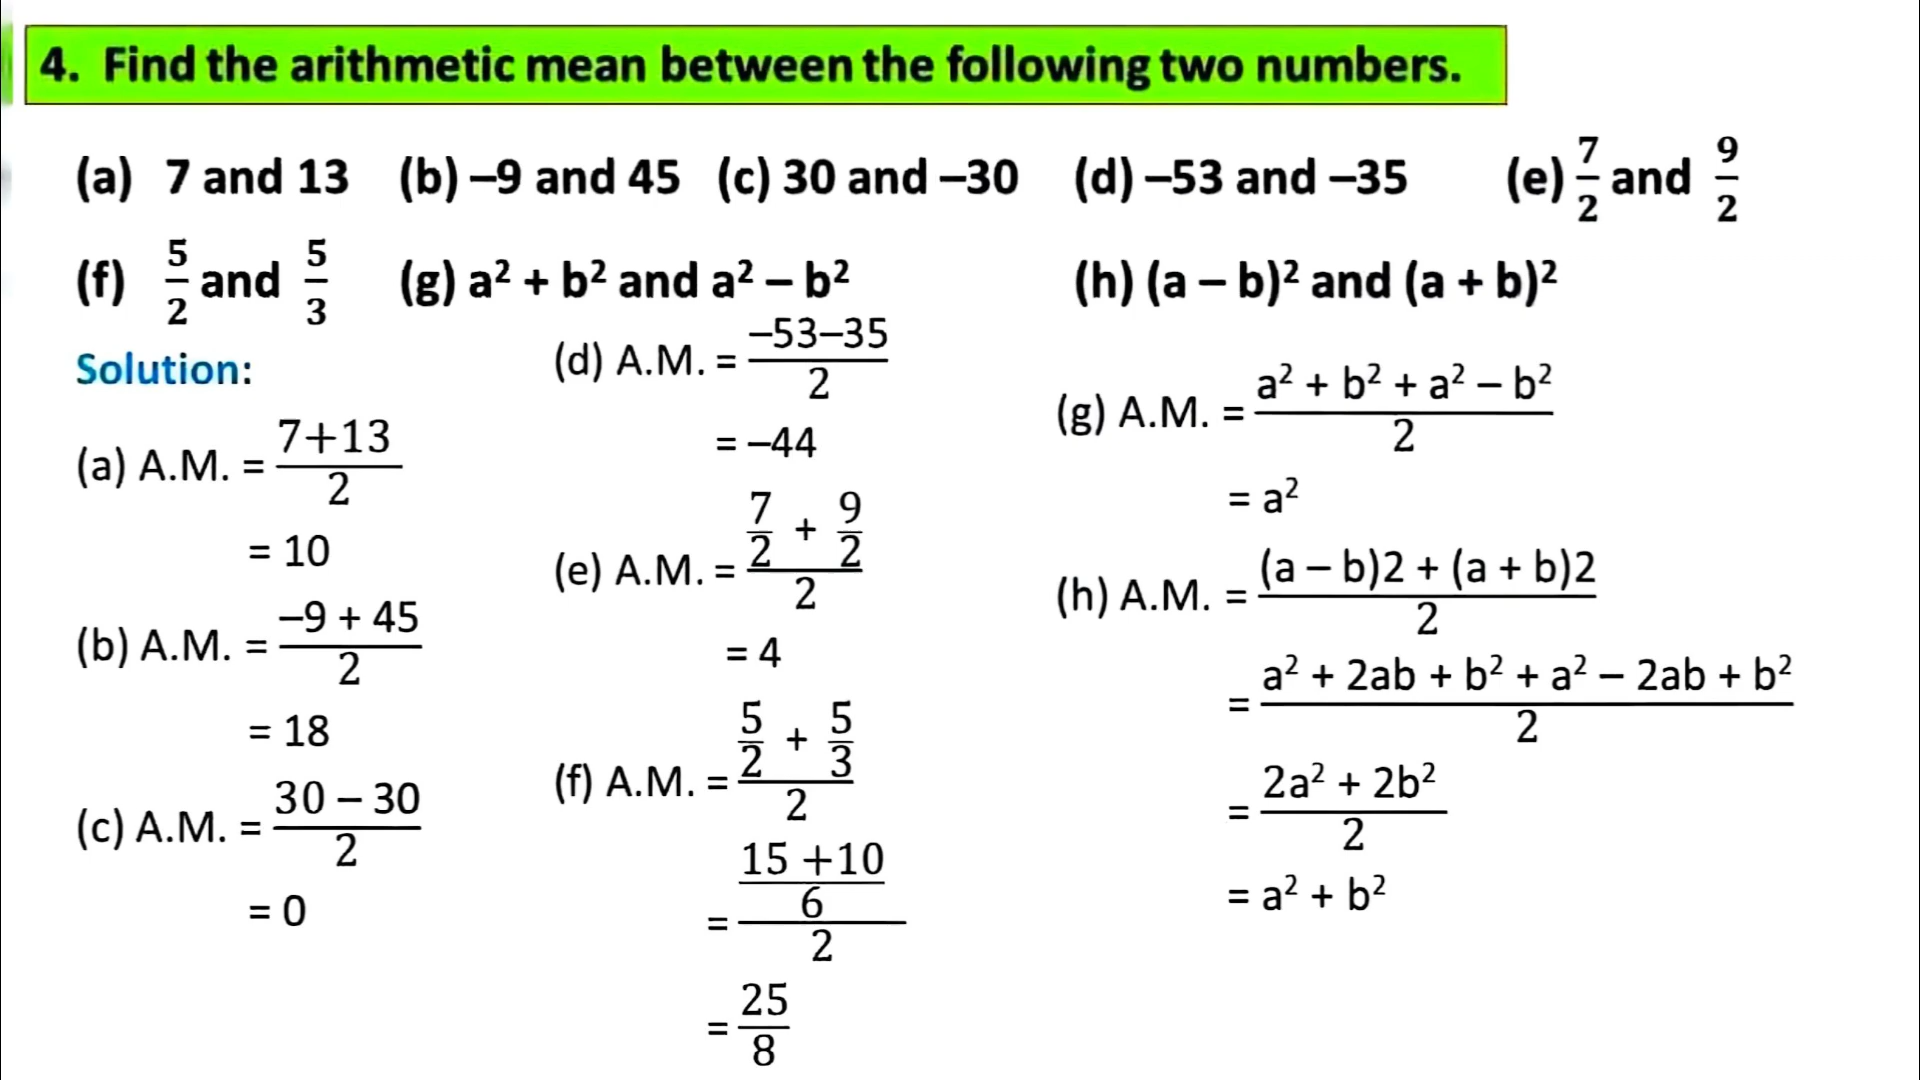 4. Find the arithmetic mean between the following two numbers.
(a) 7 and 13 (b) –9 and 45 (c) 30 and –30 (d) –53 and –35 (e) 7/2 and 9/2
(f) 5/2 and 5/3 (g) a² + b² and a² – b² (h) (a – b)² and (a + b)²
Solution:
(a) A.M. = 7+13/2
= 10
(b) A.M. = –9 + 45/2
= 18
(c) A.M. = 30 – 30/2
= 0
(d) A.M. = –53–35/2
= –44
(e) A.M. = 7/2 + 9/2/2
= 4
(f) A.M. = 5/2 + 5/3/2
= 15 +10/6/2
= 25/8
(g) A.M. = a² + b² + a² – b²/2
= a²
(h) A.M. = (a – b)2 + (a + b)2/2
= a² + 2ab + b² + a² – 2ab + b²/2
= 2a² + 2b²/2
= a² + b²